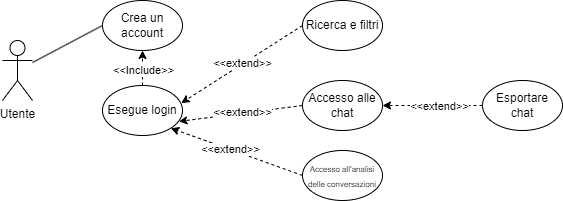 Crea un
account
Ricerca e filtri
<<Include>>
<<extend>>
Utente
Esegue login
<<extend>>
Accesso alle
chat
<<extend>>
Esportare
chat
<<extend>>
Accesso all'analisi
delle conversazioni